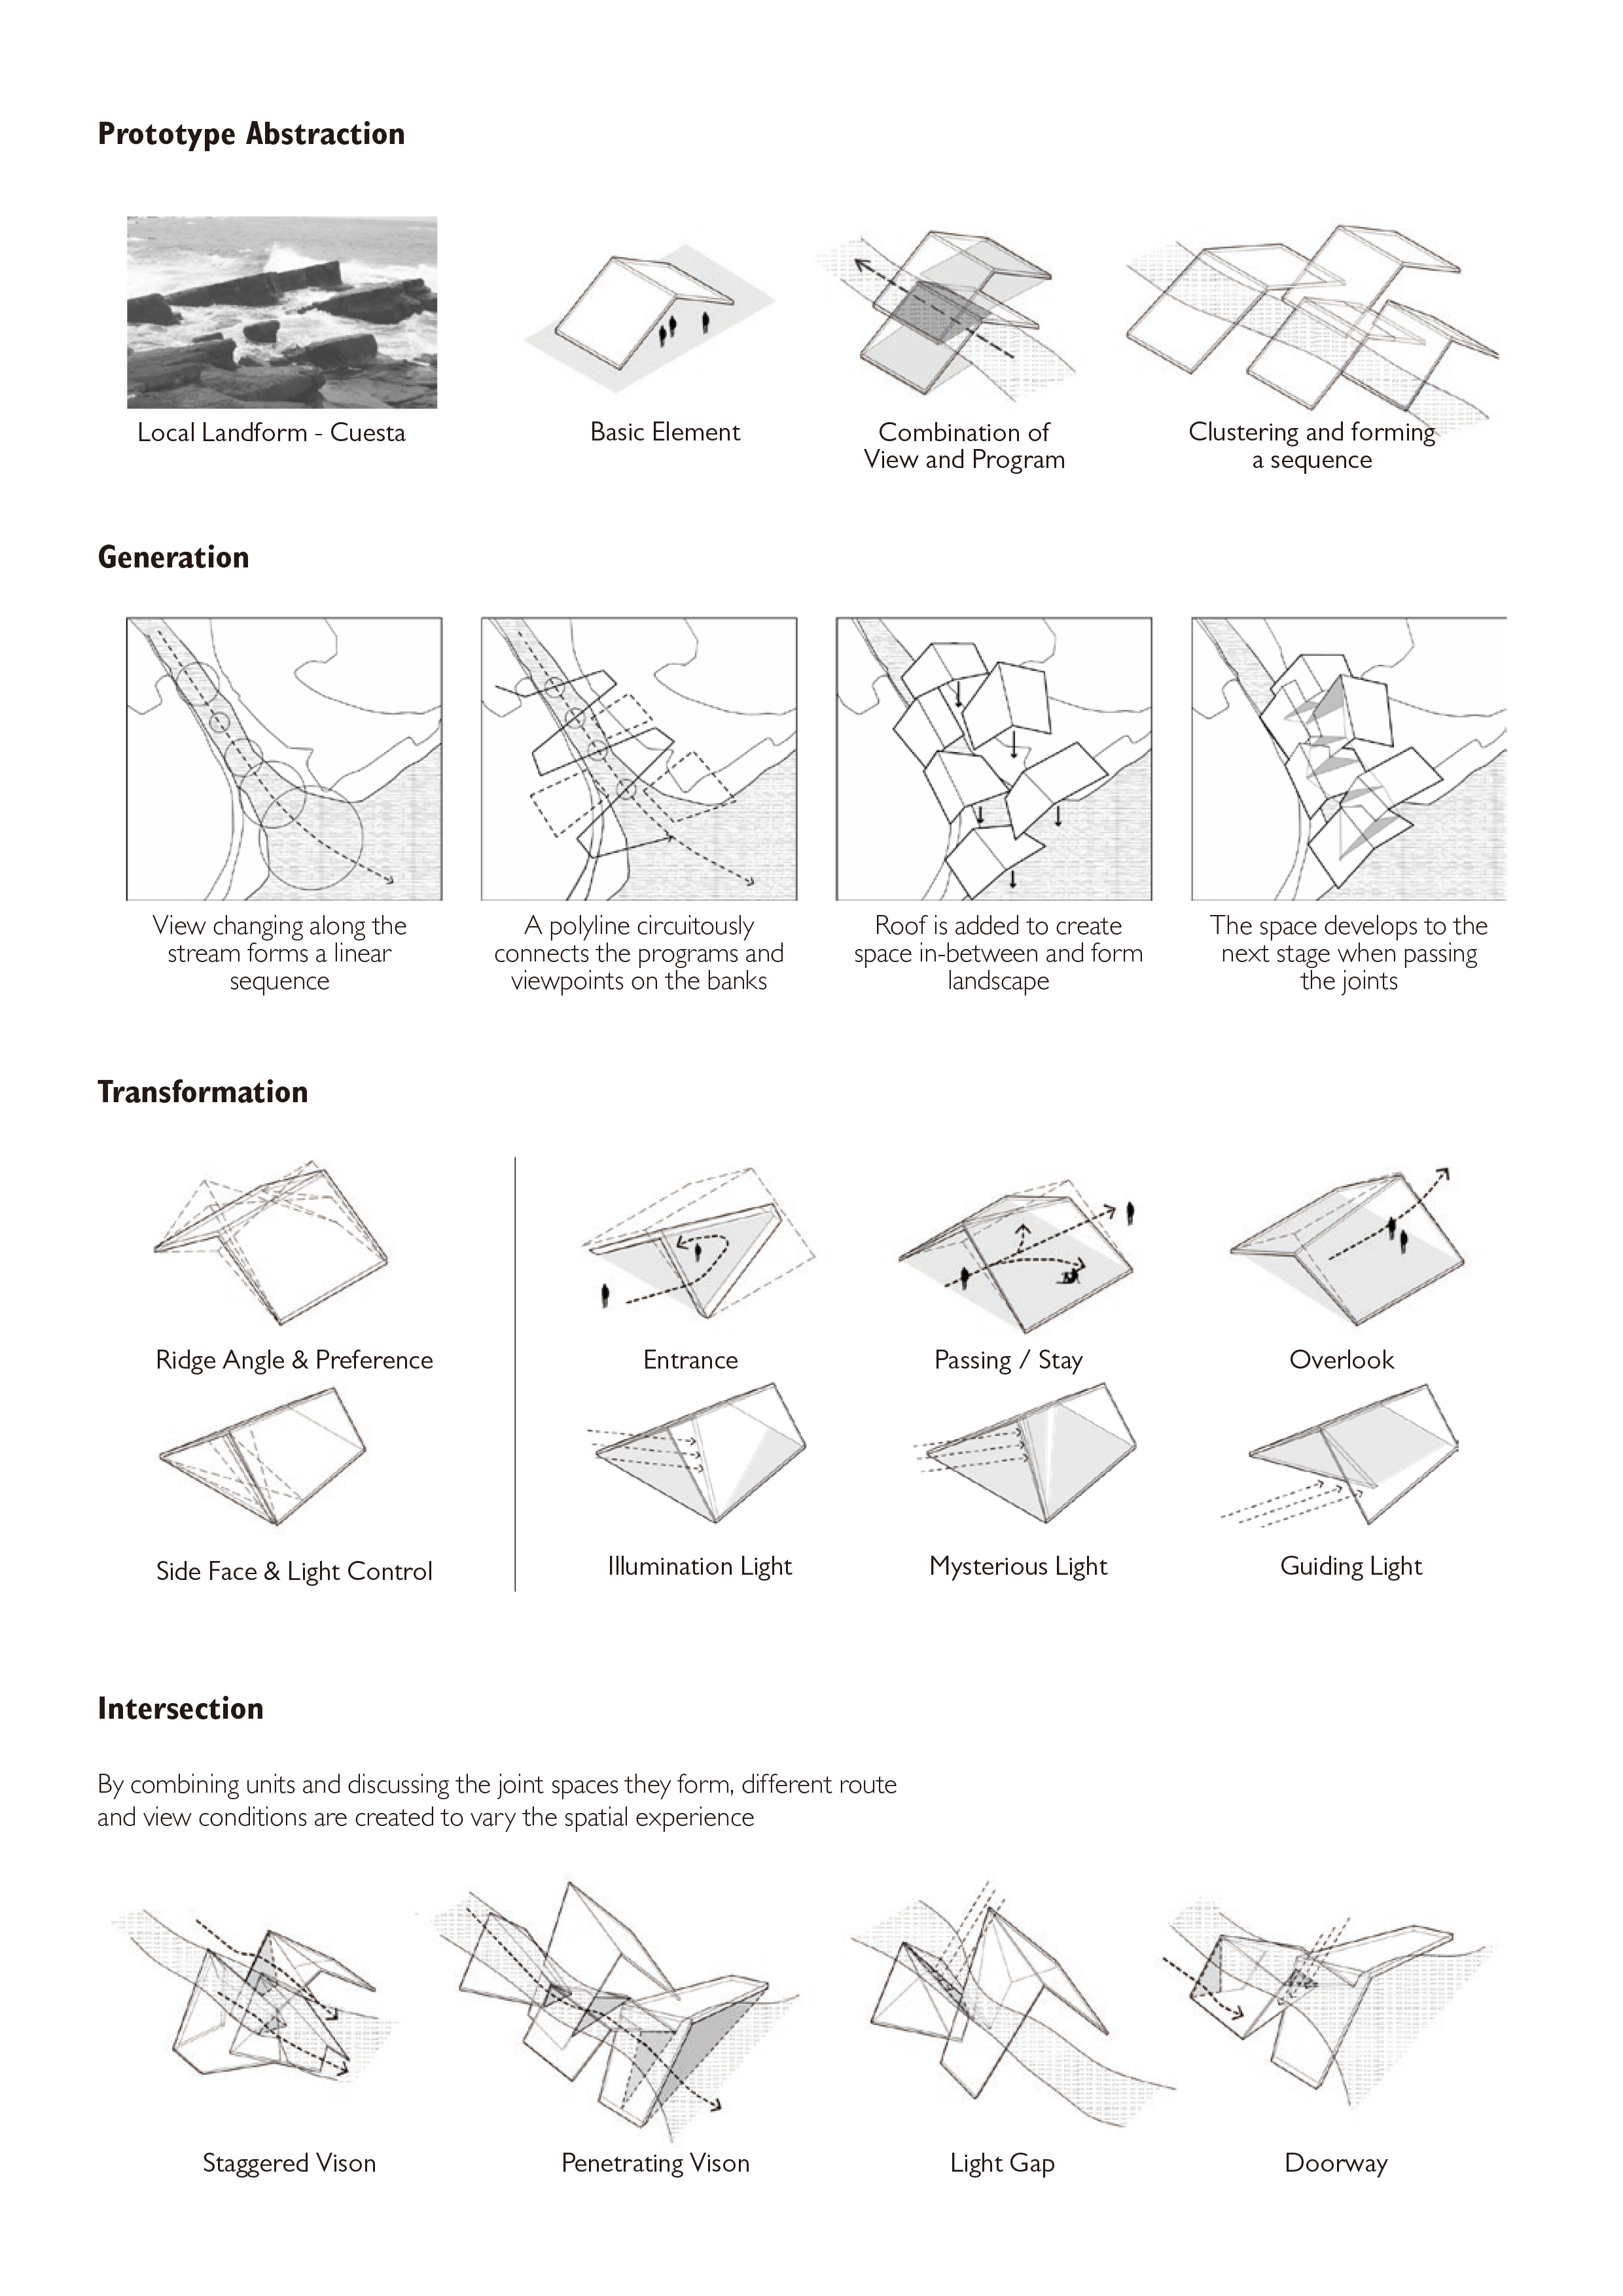 Prototype Abstraction
Local Landform - Cuesta
Basic Element
Combination of
View and Program
Clustering and forming
a sequence
Generation
View changing along the
stream forms a linear
sequence
A polyline circuitously
connects the programs and
viewpoints on the banks
Roof is added to create
space in-between and form
landscape
The space develops to the
next stage when passing
the joints
Transformation
Ridge Angle & Preference
Entrance
Passing / Stay
Overlook
Side Face & Light Control
Illumination Light
Mysterious Light
Guiding Light
Intersection
By combining units and discussing the joint spaces they form, different route
and view conditions are created to vary the spatial experience
Staggered Vison
Penetrating Vison
Light Gap
Doorway